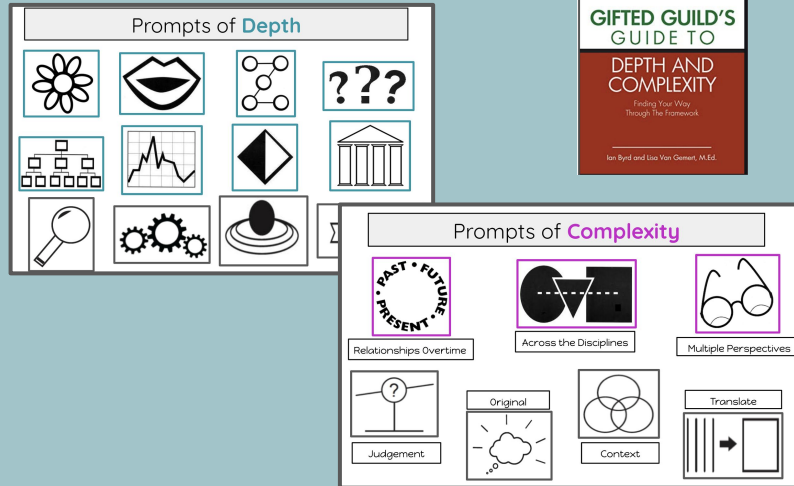 Prompts of Depth
???
GIFTED GUILD'S
GUIDE TO
DEPTH AND
COMPLEXITY
Finding Your Way
Through The Framework
Ian Byrd and Lisa Van Gemert, M.Ed.
Prompts of Complexity
PAST • FUTURE • PRESENT •
Relationships Overtime
Across the Disciplines
Multiple Perspectives
?
Judgement
Original
Context
Translate